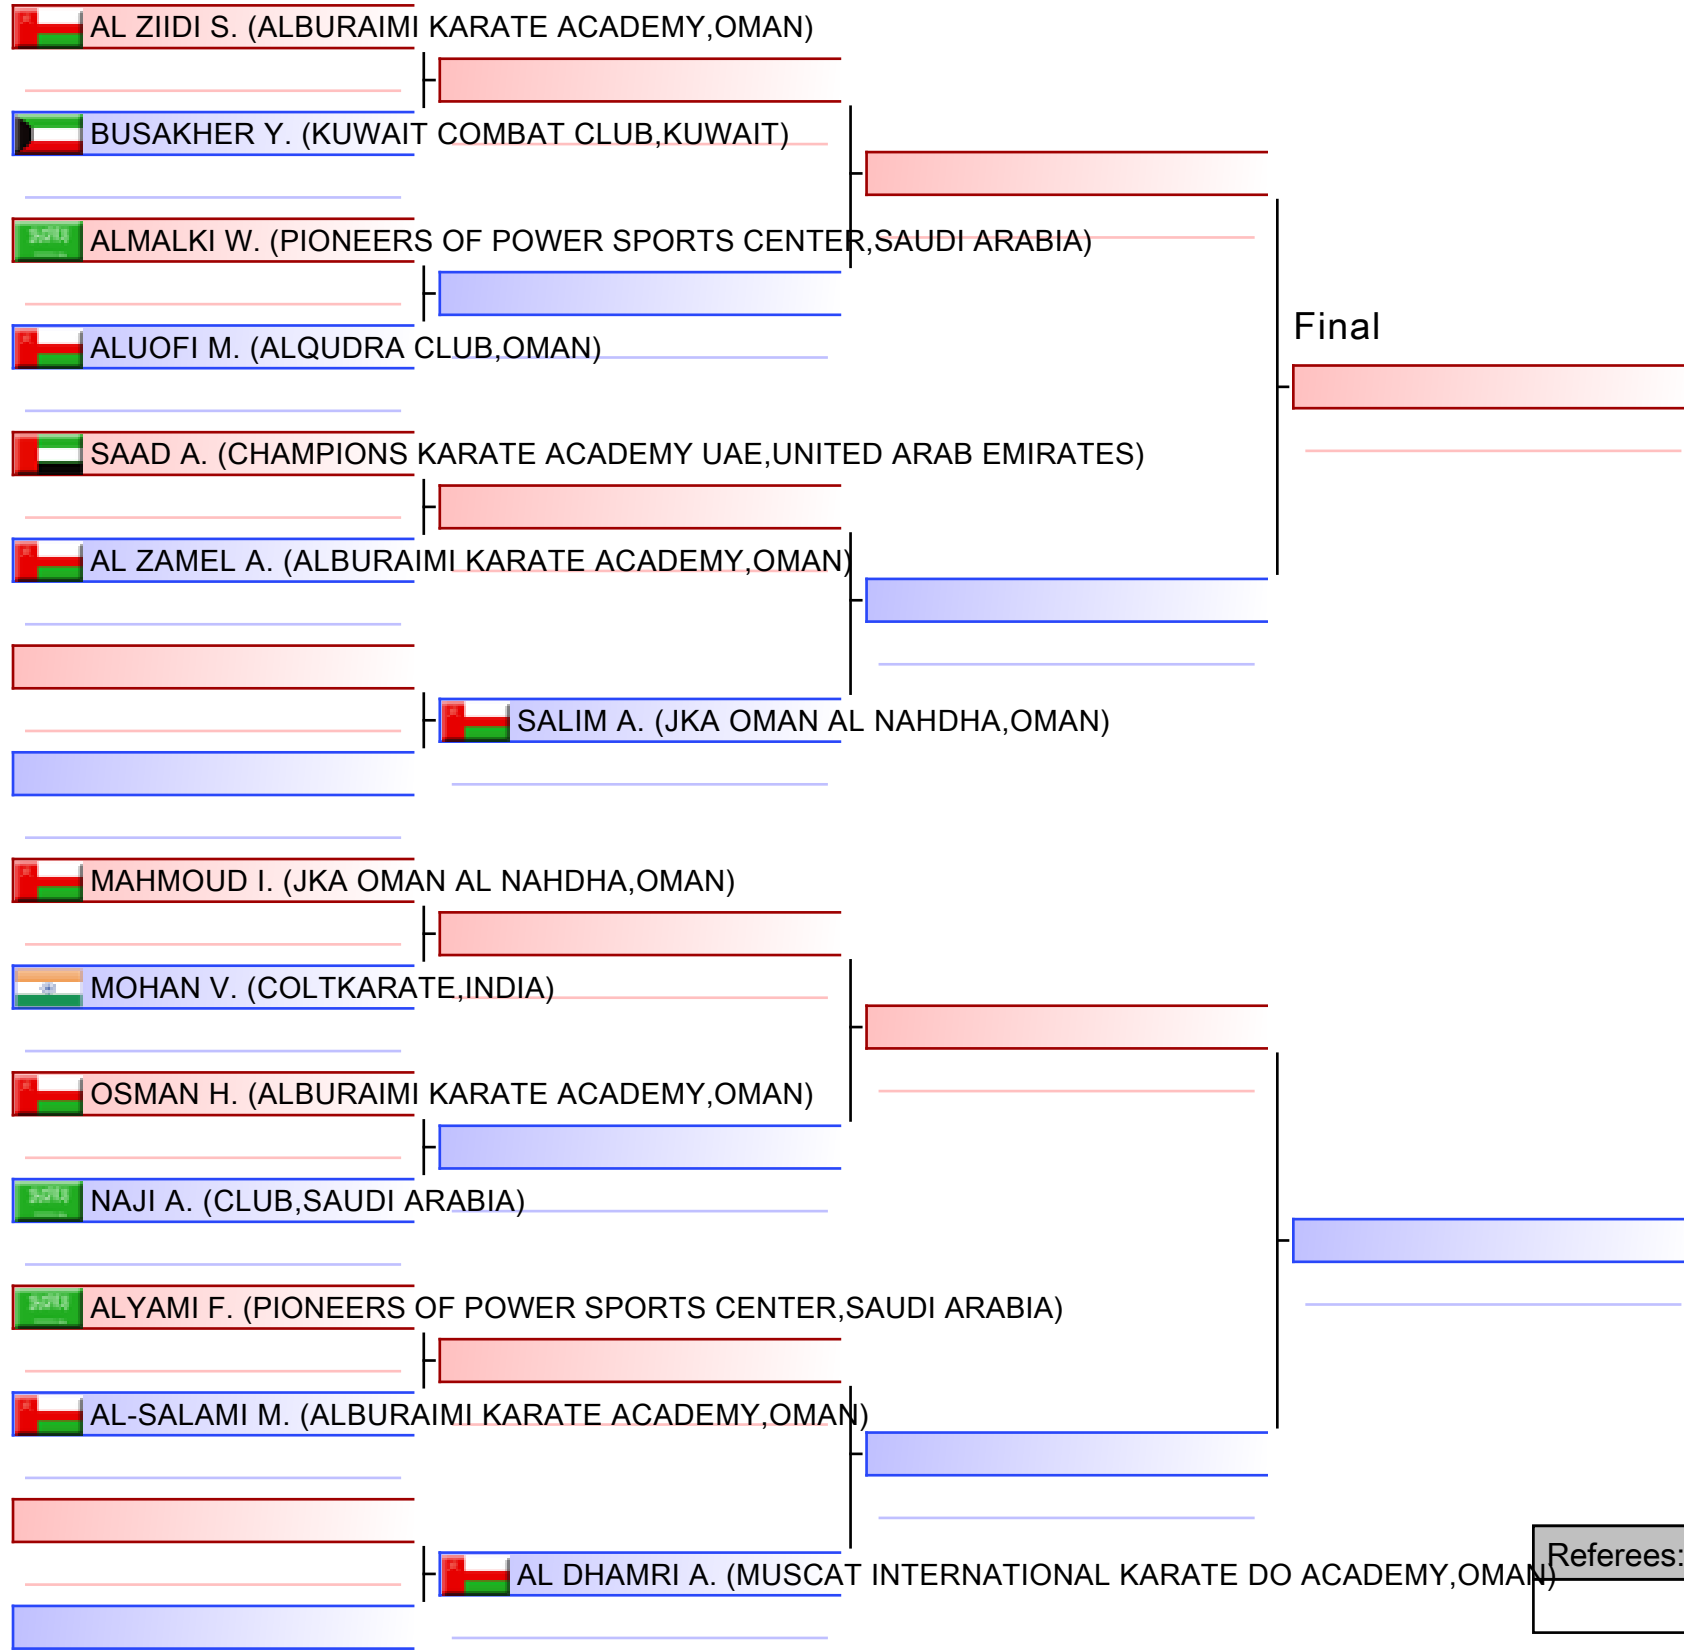 AL ZIIDI S. (ALBURAIMI KARATE ACADEMY,OMAN)
BUSAKHER Y. (KUWAIT COMBAT CLUB,KUWAIT)
ALMALKI W. (PIONEERS OF POWER SPORTS CENTER,SAUDI ARABIA)
Final
ALUOFI M. (ALQUDRA CLUB,OMAN)
SAAD A. (CHAMPIONS KARATE ACADEMY UAE,UNITED ARAB EMIRATES)
AL ZAMEL A. (ALBURAIMI KARATE ACADEMY,OMAN)
SALIM A. (JKA OMAN AL NAHDHA,OMAN)
MAHMOUD I. (JKA OMAN AL NAHDHA,OMAN)
MOHAN V. (COLTKARATE,INDIA)
OSMAN H. (ALBURAIMI KARATE ACADEMY,OMAN)
NAJI A. (CLUB,SAUDI ARABIA)
ALYAMI F. (PIONEERS OF POWER SPORTS CENTER,SAUDI ARABIA)
AL-SALAMI M. (ALBURAIMI KARATE ACADEMY,OMAN)
AL DHAMRI A. (MUSCAT INTERNATIONAL KARATE DO ACADEMY,OMAN)
Referees: